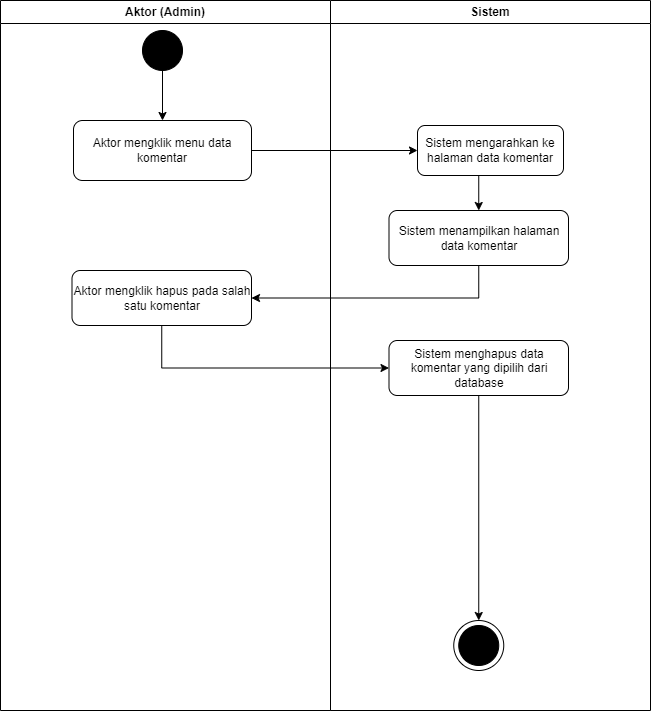 Aktor (Admin)
Sistem
Aktor mengklik menu data
komentar
Sistem mengarahkan ke
halaman data komentar
Sistem menampilkan halaman
data komentar
Aktor mengklik hapus pada salah
satu komentar
Sistem menghapus data
komentar yang dipilih dari
database